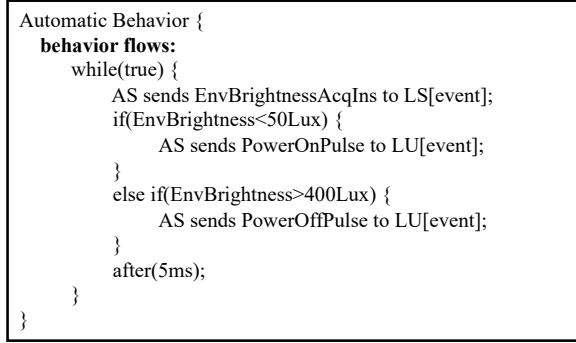 Automatic Behavior {
behavior flows:
while(true) {
AS sends EnvBrightnessAcqIns to LS[event];
if(EnvBrightness<50Lux) {
AS sends PowerOnPulse to LU[event];
}
else if(EnvBrightness>400Lux) {
AS sends PowerOffPulse to LU[event];
}
after(5ms);
}
}